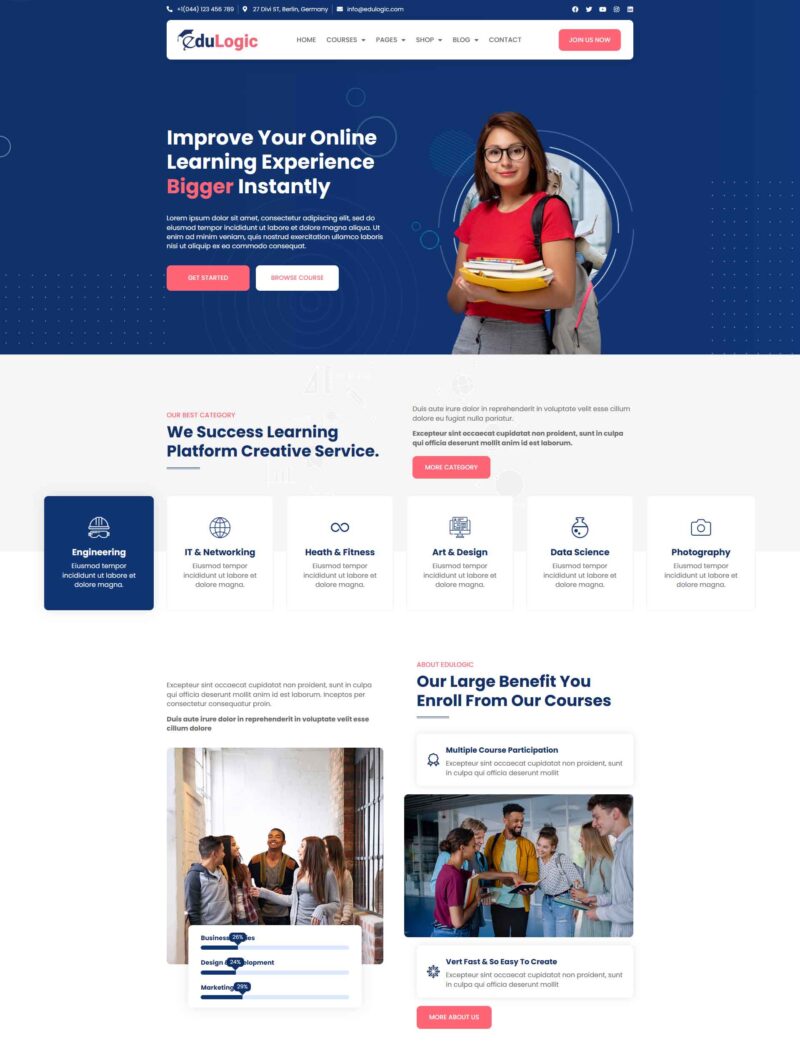 +1(044) 123 456 789
27 Divi ST, Berlin, Germany
info@edulogic.com
eduLogic
HOME COURSES PAGES SHOP BLOG CONTACT
JOIN US NOW
Improve Your Online
Learning Experience
Bigger Instantly
Lorem ipsum dolor sit amet, consectetur adipiscing elit, sed do
eiusmod tempor incididunt ut labore et dolore magna aliqua. Ut
enim ad minim veniam, quis nostrud exercitation ullamco laboris
nisi ut aliquip ex ea commodo consequat.
GET STARTED
BROWSE COURSE
OUR BEST CATEGORY
We Success Learning
Platform Creative Service.
Duis aute irure dolor in reprehenderit in voluptate velit esse cillum
dolore eu fugiat nulla pariatur.
Excepteur sint occaecat cupidatat non proident, sunt in culpa
qui officia deserunt mollit anim id est laborum.
MORE CATEGORY
Engineering
Eiusmod tempor
incididunt ut labore et
dolore magna.
IT & Networking
Eiusmod tempor
incididunt ut labore et
dolore magna.
Heath & Fitness
Eiusmod tempor
incididunt ut labore et
dolore magna.
Art & Design
Eiusmod tempor
incididunt ut labore et
dolore magna.
Data Science
Eiusmod tempor
incididunt ut labore et
dolore magna.
Photography
Eiusmod tempor
incididunt ut labore et
dolore magna.
Excepteur sint occaecat cupidatat non proident, sunt in culpa
qui officia deserunt mollit anim id est laborum. Inceptos per
consectetur consequatur proin.
Duis aute irure dolor in reprehenderit in voluptate velit esse
cillum dolore
Business
26%
Design
24%
Marketing
29%
ABOUT EDULOGIC
Our Large Benefit You
Enroll From Our Courses
Multiple Course Participation
Excepteur sint occaecat cupidatat non proident, sunt
in culpa qui officia deserunt mollit
Vert Fast & So Easy To Create
Excepteur sint occaecat cupidatat non proident, sunt
in culpa qui officia deserunt mollit
MORE ABOUT US